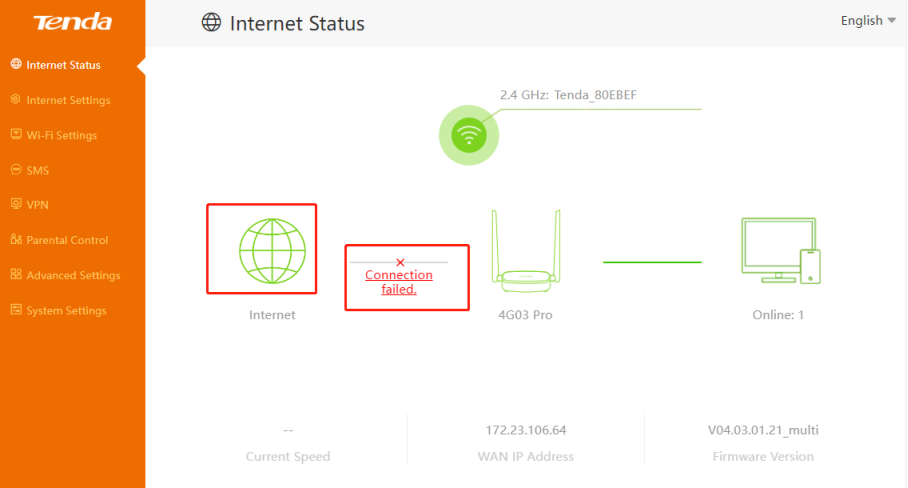 Tenda
Internet Status
English
Internet Status
Internet Settings
Wi-Fi Settings
SMS
VPN
Parental Control
Advanced Settings
System Settings
2.4 GHz: Tenda_80EBEF
Connection
failed.
Internet
4G03 Pro
Online: 1
--
172.23.106.64
V04.03.01.21_multi
Current Speed
WAN IP Address
Firmware Version